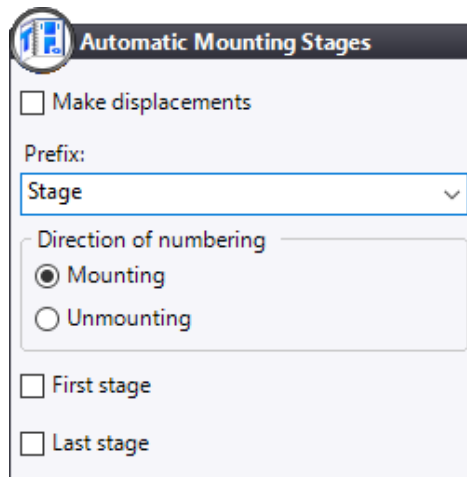 Automatic Mounting Stages
Make displacements
Prefix:
Stage
Direction of numbering
Mounting
Unmounting
First stage
Last stage